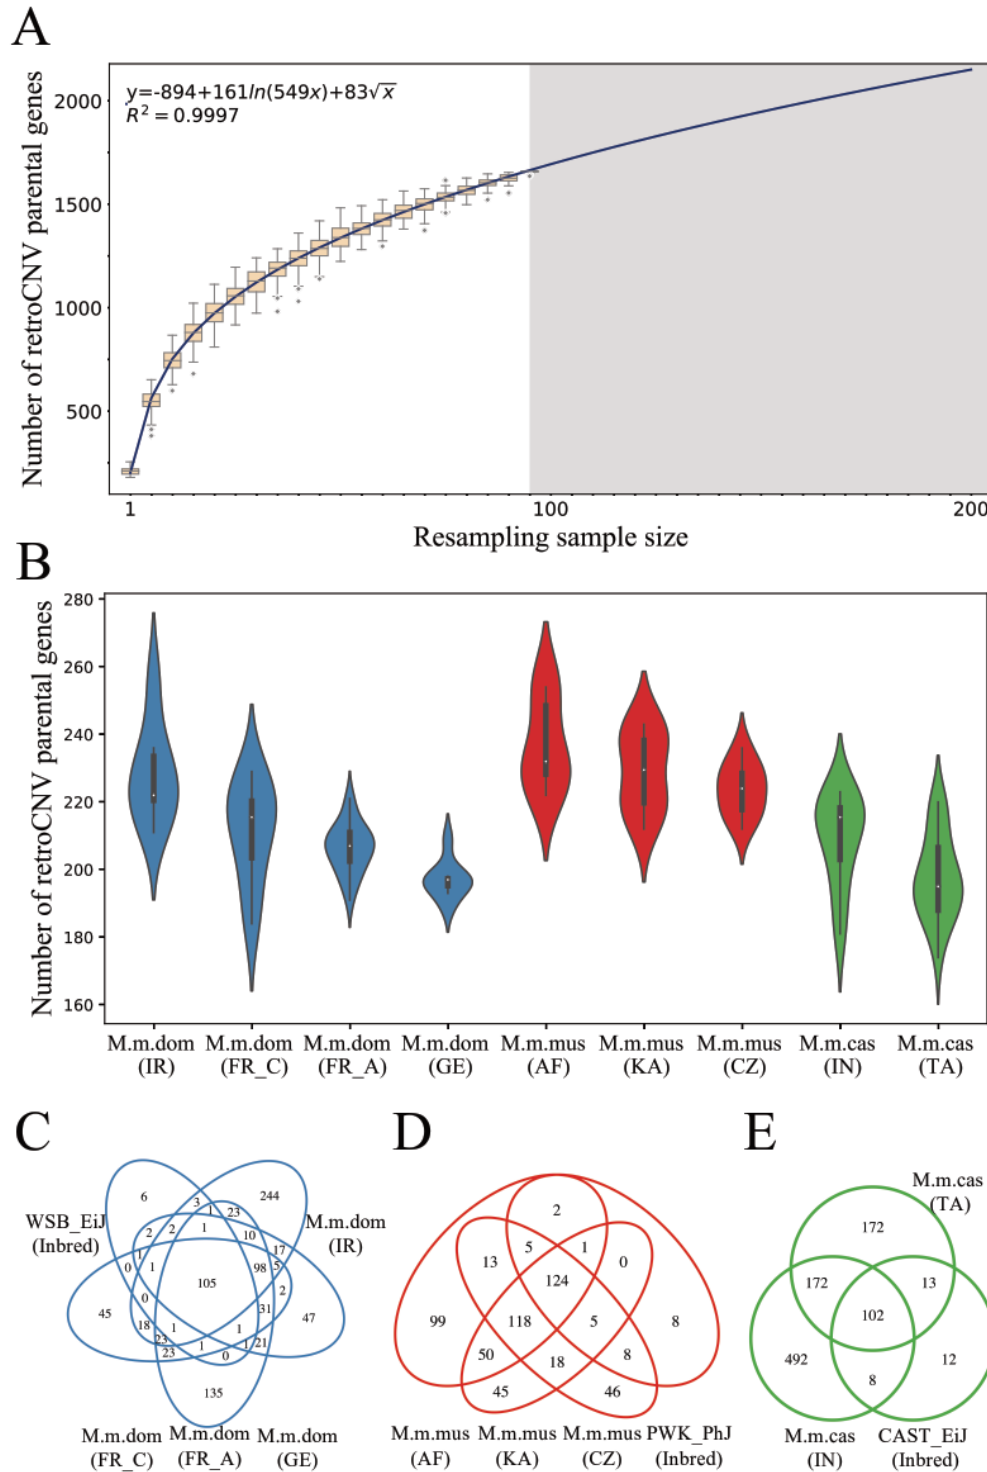 A
Number of retroCNV parental genes
y=-894+161ln(549x)+83√x
R² = 0.9997
2000
1500
1000
500
1
100
200
Resampling sample size
B
Number of retroCNV parental genes
280
260
240
220
200
180
160
M.m.dom
(IR)
M.m.dom
(FR_C)
M.m.dom
(FR_A)
M.m.dom
(GE)
M.m.mus
(AF)
M.m.mus
(KA)
M.m.mus
(CZ)
M.m.cas
(IN)
M.m.cas
(TA)
C
WSB_EiJ
(Inbred)
M.m.dom
(IR)
6
3
1
23
244
2
2
1
10
17
1
0
1
98
5
2
105
0
31
45
18
47
23
1
1
23
1
0
1
21
135
M.m.dom
(FR_C)
M.m.dom
(FR_A)
M.m.dom
(GE)
D
2
13
5
1
0
124
99
118
5
8
50
18
8
45
46
M.m.mus
(AF)
M.m.mus
(KA)
M.m.mus
(CZ)
PWK_PhJ
(Inbred)
E
M.m.cas
(TA)
172
172
13
102
492
12
8
M.m.cas
(IN)
CAST_EiJ
(Inbred)